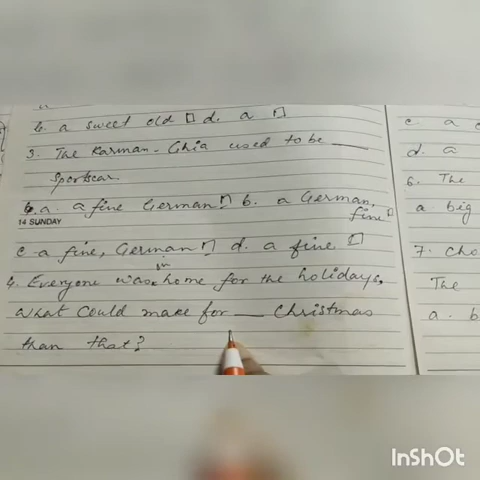 b. a sweet old [] d. a []
3. The Karman-Ghia used to be ____
sportscar.
a. a fine German [] b. a German,
fine []
14 SUNDAY
c a fine, German [] d. a fine []
in
4. Everyone was home for the holidays,
what could make for ___ Christmas
than that?
c. a
d. a
6. The
a. big
7. Cho
The
a. b
InShOt